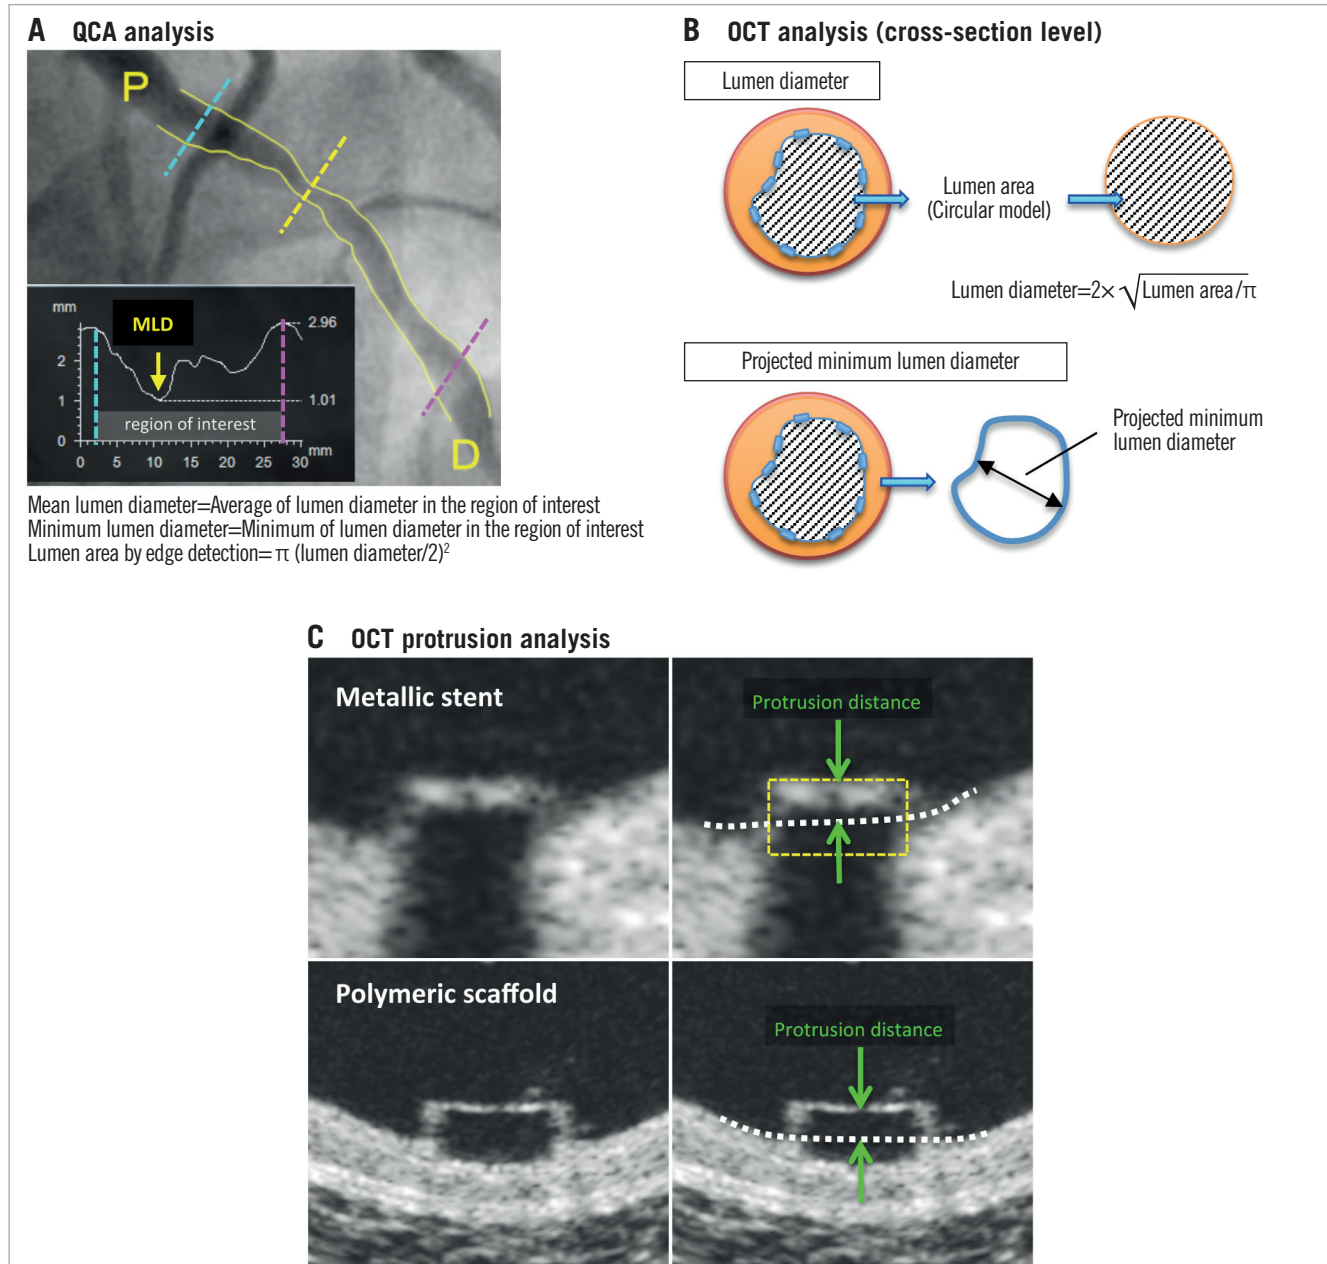 A QCA analysis
P
D
mm
MLD
2.96
2
1
1.01
region of interest
0
mm
0 5 10 15 20 25 30
Mean lumen diameter=Average of lumen diameter in the region of interest
Minimum lumen diameter=Minimum of lumen diameter in the region of interest
Lumen area by edge detection=π (lumen diameter/2)²
B OCT analysis (cross-section level)
Lumen diameter
Lumen area
(Circular model)
Lumen diameter=2× √Lumen area/π
Projected minimum lumen diameter
Projected minimum
lumen diameter
C OCT protrusion analysis
Metallic stent
Protrusion distance
Polymeric scaffold
Protrusion distance